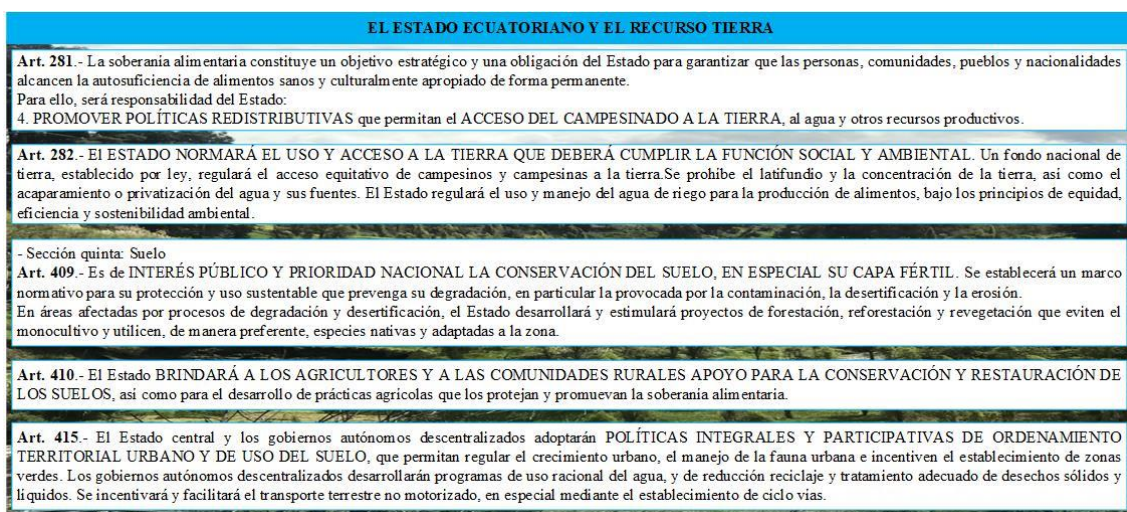 EL ESTADO ECUATORIANO Y EL RECURSO TIERRA
Art. 281.- La soberania alimentaria constituye un objetivo estratégico y una obligación del Estado para garantizar que las personas, comunidades, pueblos y nacionalidades
alcancen la autosuficiencia de alimentos sanos y culturalmente apropiado de forma permanente.
Para ello, será responsabilidad del Estado:
4. PROMOVER POLÍTICAS REDISTRIBUTIVAS que permitan el ACCESO DEL CAMPESINADO A LA TIERRA, al agua y otros recursos productivos.
Art. 282.- El ESTADO NORMARÁ EL USO Y ACCESO A LA TIERRA QUE DEBERÁ CUMPLIR LA FUNCIÓN SOCIAL Y AMBIENTAL. Un fondo nacional de
tierra, establecido por ley, regulará el acceso equitativo de campesinos y campesinas a la tierra.Se prohibe el latifundio y la concentración de la tierra, así como el
acaparamiento o privatización del agua y sus fuentes. El Estado regulará el uso y manejo del agua de riego para la producción de alimentos, bajo los principios de equidad,
eficiencia y sostenibilidad ambiental.
- Sección quinta: Suelo
Art. 409.- Es de INTERÉS PÚBLICO Y PRIORIDAD NACIONAL LA CONSERVACIÓN DEL SUELO, EN ESPECIAL SU CAPA FÉRTIL. Se establecerá un marco
normativo para su protección y uso sustentable que prevenga su degradación, en particular la provocada por la contaminación, la desertificación y la erosión.
En áreas afectadas por procesos de degradación y desertificación, el Estado desarrollará y estimulará proyectos de forestación, reforestación y revegetación que eviten el
monocultivo y utilicen, de manera preferente, especies nativas y adaptadas a la zona.
Art. 410.- El Estado BRINDARÁ A LOS AGRICULTORES Y A LAS COMUNIDADES RURALES APOYO PARA LA CONSERVACIÓN Y RESTAURACIÓN DE
LOS SUELOS, así como para el desarrollo de prácticas agrícolas que los protejan y promuevan la soberania alimentaria.
Art. 415.- El Estado central y los gobiernos autónomos descentralizados adoptarán POLÍTICAS INTEGRALES Y PARTICIPATIVAS DE ORDENAMIENTO
TERRITORIAL URBANO Y DE USO DEL SUELO, que permitan regular el crecimiento urbano, el manejo de la fauna urbana e incentiven el establecimiento de zonas
verdes. Los gobiernos autónomos descentralizados desarrollarán programas de uso racional del agua, y de reducción reciclaje y tratamiento adecuado de desechos sólidos y
líquidos. Se incentivará y facilitará el transporte terrestre no motorizado, en especial mediante el establecimiento de ciclo vías.